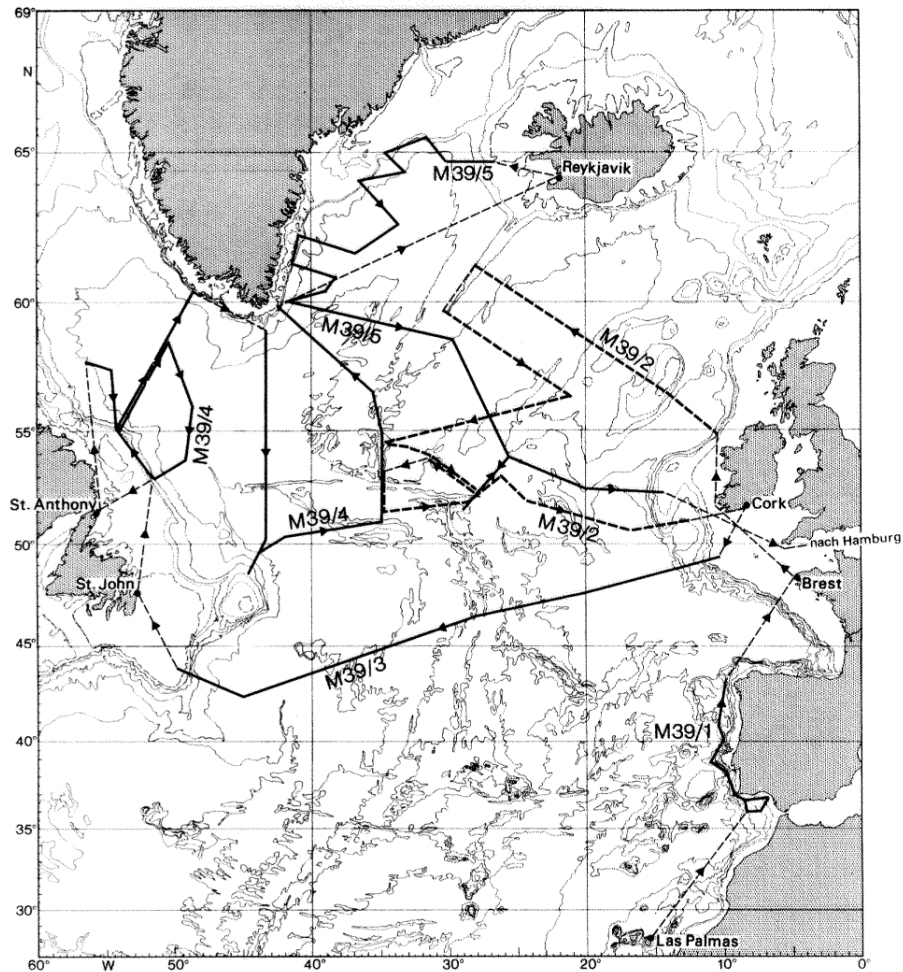 69°
N
65°
Reykjavik
M39/5
60°
M39/5
M39/2
55°
M39/4
St. Anthony
M39/4
M39/2
Cork
50°
nach Hamburg
St. John
Brest
45°
M39/3
M39/1
40°
35°
30°
Las Palmas
60° W 50° 40° 30° 20° 10° 0°